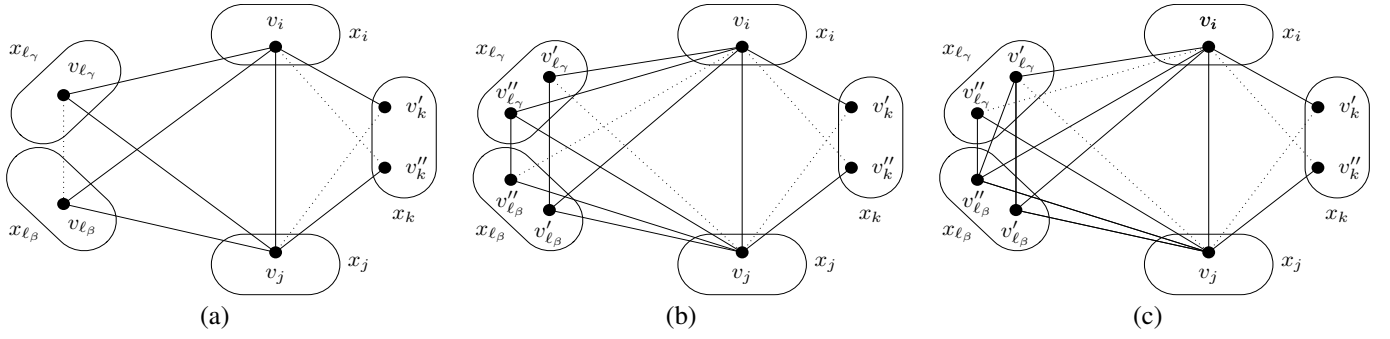 v_i
x_i
x_{ℓ_γ}
v_{ℓ_γ}
v'_k
v''_k
x_k
v_{ℓ_β}
x_{ℓ_β}
v_j
x_j
(a)
v_i
x_i
x_{ℓ_γ}
v'_{ℓ_γ}
v''_{ℓ_γ}
v'_k
v''_k
x_k
v''_{ℓ_β}
v'_{ℓ_β}
x_{ℓ_β}
v_j
x_j
(b)
v_i
x_i
x_{ℓ_γ}
v'_{ℓ_γ}
v''_{ℓ_γ}
v'_k
v''_k
x_k
v''_{ℓ_β}
v'_{ℓ_β}
x_{ℓ_β}
v_j
x_j
(c)